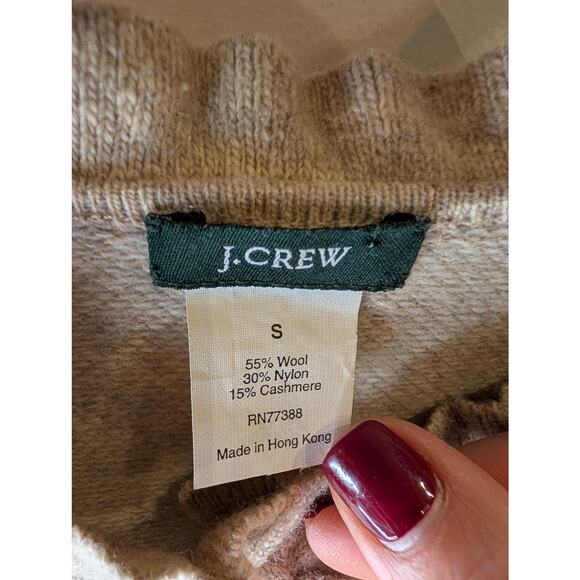 J.CREW
S
55% Wool
30% Nylon
15% Cashmere
RN77388
Made in Hong Kong